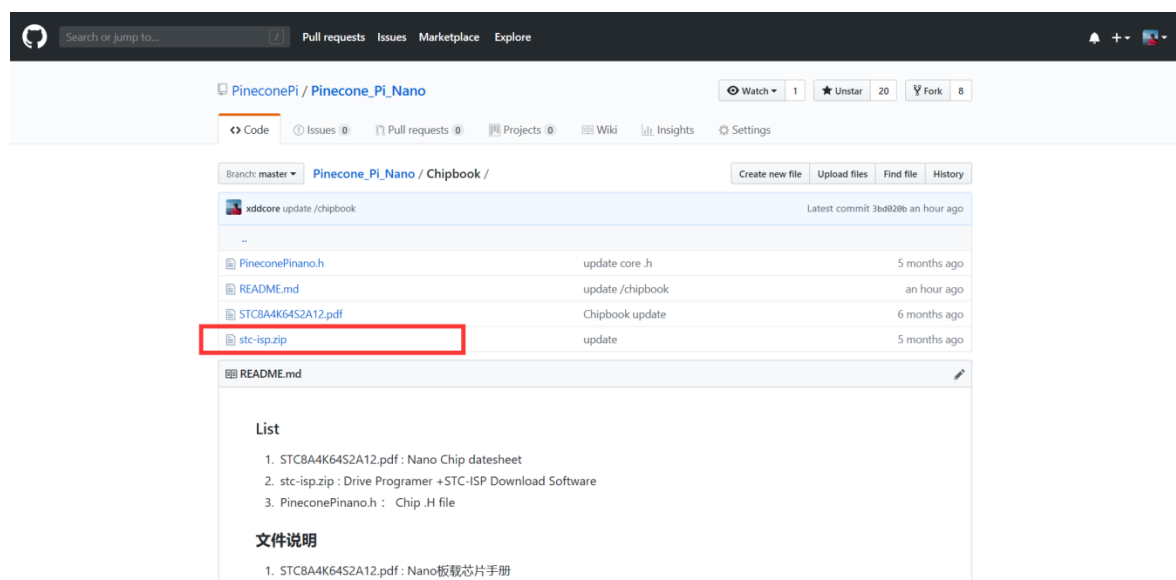 Search or jump to... / Pull requests Issues Marketplace Explore
PineconePi / Pinecone_Pi_Nano Watch 1 Unstar 20 Fork 8
Code Issues 0 Pull requests 0 Projects 0 Wiki Insights Settings
Branch: master Pinecone_Pi_Nano / Chipbook / Create new file Upload files Find file History
xddcore update /chipbook Latest commit 3bd020b an hour ago
..
PineconePinano.h update core .h 5 months ago
README.md update /chipbook an hour ago
STC8A4K64S2A12.pdf Chipbook update 6 months ago
stc-isp.zip update 5 months ago
README.md
List
1. STC8A4K64S2A12.pdf : Nano Chip datesheet
2. stc-isp.zip : Drive Programer +STC-ISP Download Software
3. PineconePinano.h： Chip .H file
文件说明
1. STC8A4K64S2A12.pdf : Nano板载芯片手册